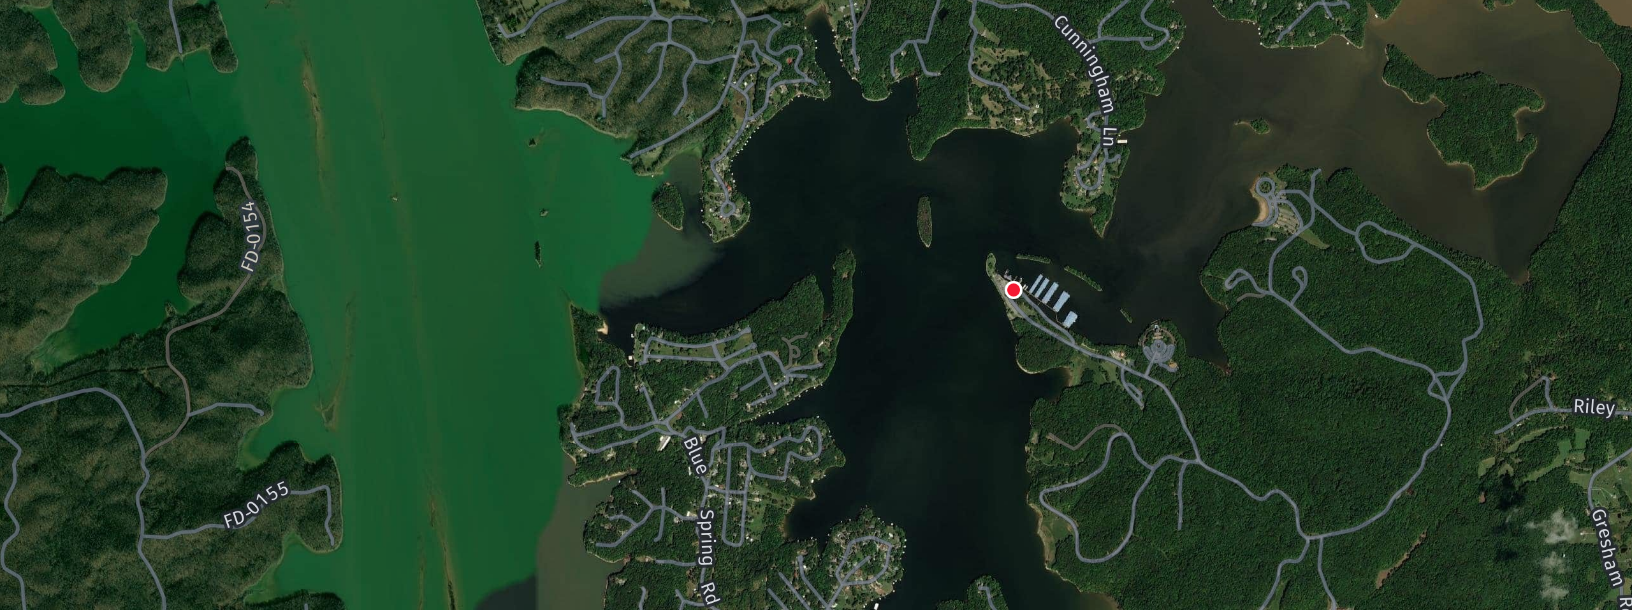 Cunningham Ln
FD-0154
Riley
Blue Spring Rd
FD-0155
Gresham R